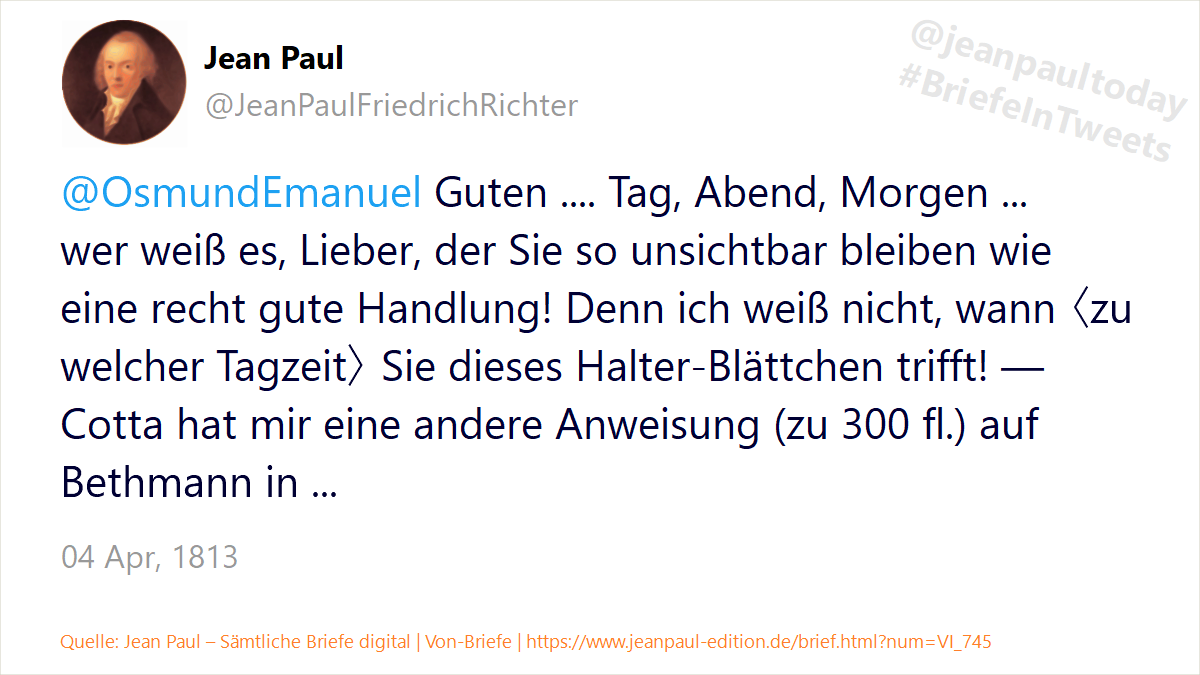 Jean Paul
@JeanPaulFriedrichRichter
@jeanpaultoday
#BriefeInTweets
@OsmundEmanuel Guten .... Tag, Abend, Morgen ...
wer weiß es, Lieber, der Sie so unsichtbar bleiben wie
eine recht gute Handlung! Denn ich weiß nicht, wann 〈zu
welcher Tagzeit〉 Sie dieses Halter-Blättchen trifft! —
Cotta hat mir eine andere Anweisung (zu 300 fl.) auf
Bethmann in ...
04 Apr, 1813
Quelle: Jean Paul – Sämtliche Briefe digital | Von-Briefe | https://www.jeanpaul-edition.de/brief.html?num=VI_745